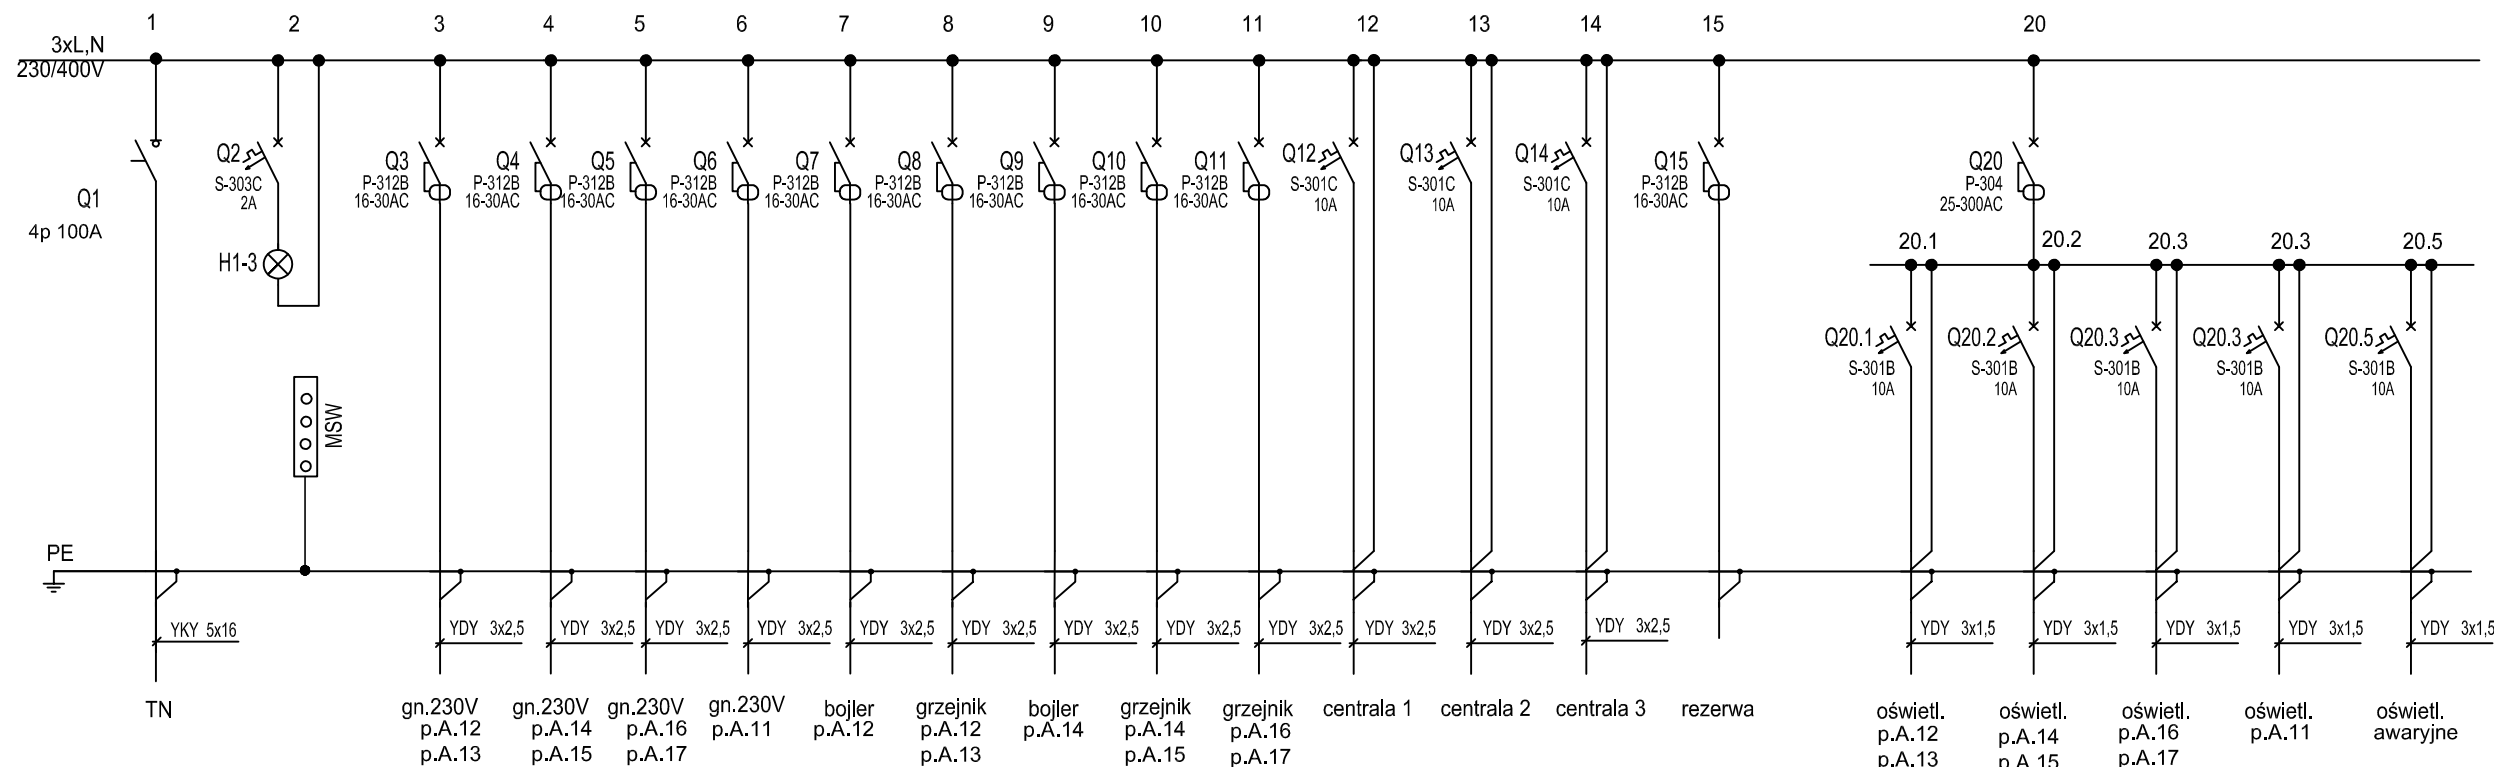 1 2 3 4 5 6 7 8 9 10 11 12 13 14 15 20
3xL,N
230/400V
Q1
4p 100A
Q2
S-303C
2A
H1-3
MSW
Q3
P-312B
16-30AC
Q4
P-312B
16-30AC
Q5
P-312B
16-30AC
Q6
P-312B
16-30AC
Q7
P-312B
16-30AC
Q8
P-312B
16-30AC
Q9
P-312B
16-30AC
Q10
P-312B
16-30AC
Q11
P-312B
16-30AC
Q12
S-301C
10A
Q13
S-301C
10A
Q14
S-301C
10A
Q15
P-312B
16-30AC
Q20
P-304
25-300AC
20.1 20.2 20.3 20.3 20.5
Q20.1
S-301B
10A
Q20.2
S-301B
10A
Q20.3
S-301B
10A
Q20.3
S-301B
10A
Q20.5
S-301B
10A
PE
YKY 5x16
YDY 3x2,5
YDY 3x2,5
YDY 3x2,5
YDY 3x2,5
YDY 3x2,5
YDY 3x2,5
YDY 3x2,5
YDY 3x2,5
YDY 3x2,5
YDY 3x2,5
YDY 3x2,5
YDY 3x2,5
YDY 3x1,5
YDY 3x1,5
YDY 3x1,5
YDY 3x1,5
YDY 3x1,5
TN
gn.230V
p.A.12
p.A.13
gn.230V
p.A.14
p.A.15
gn.230V
p.A.16
p.A.17
gn.230V
p.A.11
bojler
p.A.12
grzejnik
p.A.12
p.A.13
bojler
p.A.14
grzejnik
p.A.14
p.A.15
grzejnik
p.A.16
p.A.17
centrala 1
centrala 2
centrala 3
rezerwa
oświetl.
p.A.12
p.A.13
oświetl.
p.A.14
p.A.15
oświetl.
p.A.16
p.A.17
oświetl.
p.A.11
oświetl.
awaryjne